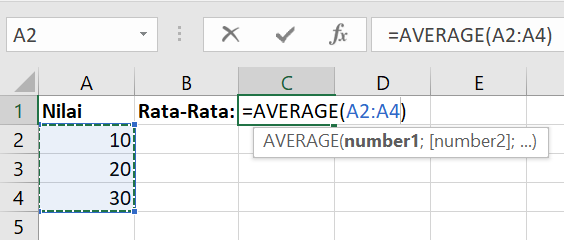 A2 fx =AVERAGE(A2:A4)
A B C D E
1 Nilai Rata-Rata: =AVERAGE(A2:A4)
2 10 AVERAGE(number1; [number2]; ...)
3 20
4 30
5